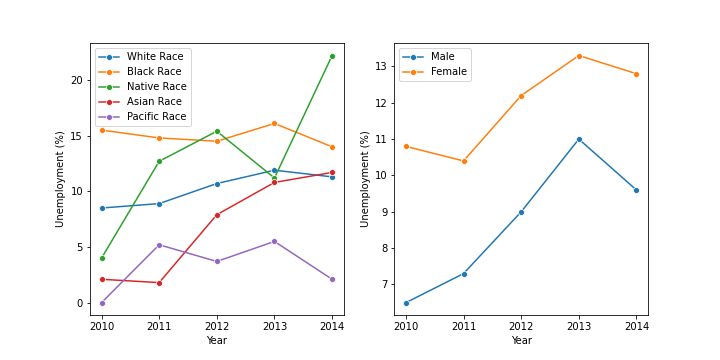 White Race
Black Race
Native Race
Asian Race
Pacific Race
20
15
10
5
0
Unemployment (%)
2010 2011 2012 2013 2014
Year
Male
Female
13
12
11
10
9
8
7
Unemployment (%)
2010 2011 2012 2013 2014
Year